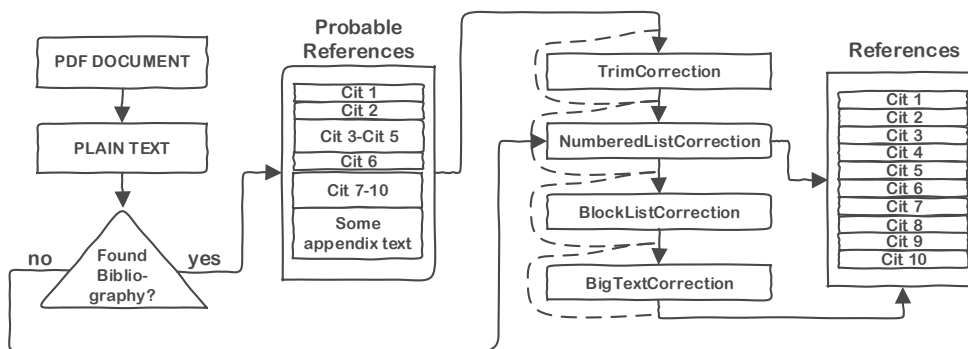 PDF DOCUMENT
PLAIN TEXT
no
Found
Biblio-
graphy?
yes
Probable
References
Cit 1
Cit 2
Cit 3-Cit 5
Cit 6
Cit 7-10
Some
appendix text
TrimCorrection
NumberedListCorrection
BlockListCorrection
BigTextCorrection
References
Cit 1
Cit 2
Cit 3
Cit 4
Cit 5
Cit 6
Cit 7
Cit 8
Cit 9
Cit 10